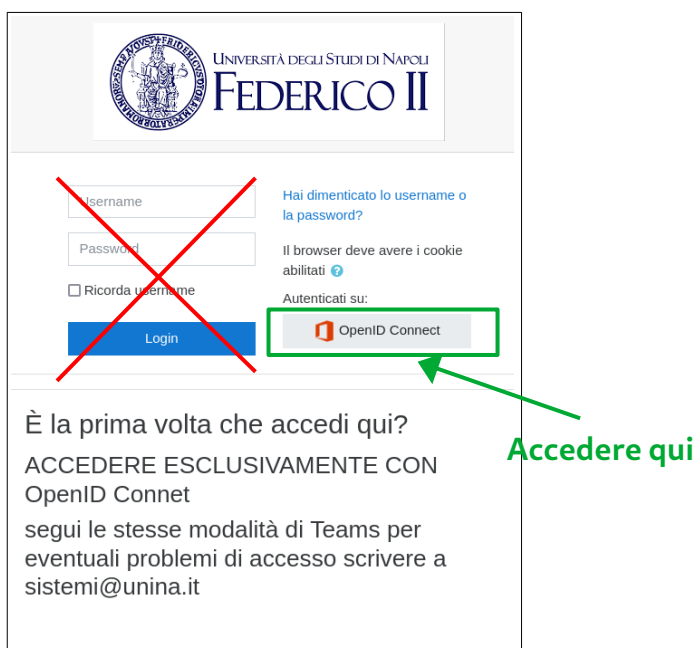 UNIVERSITÀ DEGLI STUDI DI NAPOLI
FEDERICO II
Username
Password
Ricorda username
Login
Hai dimenticato lo username o
la password?
Il browser deve avere i cookie
abilitati
Autenticati su:
OpenID Connect
Accedere qui
È la prima volta che accedi qui?
ACCEDERE ESCLUSIVAMENTE CON
OpenID Connet
segui le stesse modalità di Teams per
eventuali problemi di accesso scrivere a
sistemi@unina.it